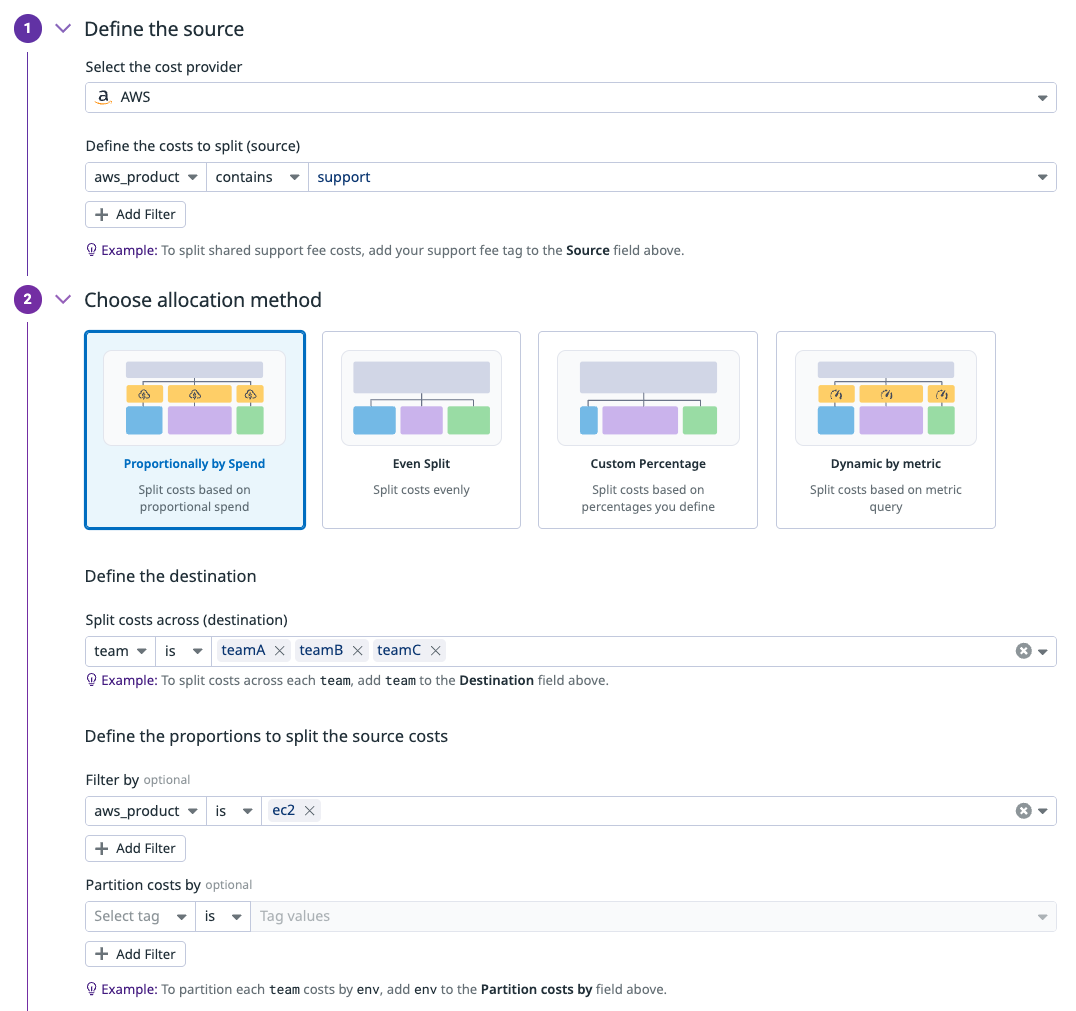 1 Define the source
Select the cost provider
AWS
Define the costs to split (source)
aws_product contains support
Add Filter
Example: To split shared support fee costs, add your support fee tag to the Source field above.
2 Choose allocation method
Proportionally by Spend
Split costs based on
proportional spend
Even Split
Split costs evenly
Custom Percentage
Split costs based on
percentages you define
Dynamic by metric
Split costs based on metric
query
Define the destination
Split costs across (destination)
team is teamA teamB teamC
Example: To split costs across each team, add team to the Destination field above.
Define the proportions to split the source costs
Filter by optional
aws_product is ec2
Add Filter
Partition costs by optional
Select tag is Tag values
Add Filter
Example: To partition each team costs by env, add env to the Partition costs by field above.